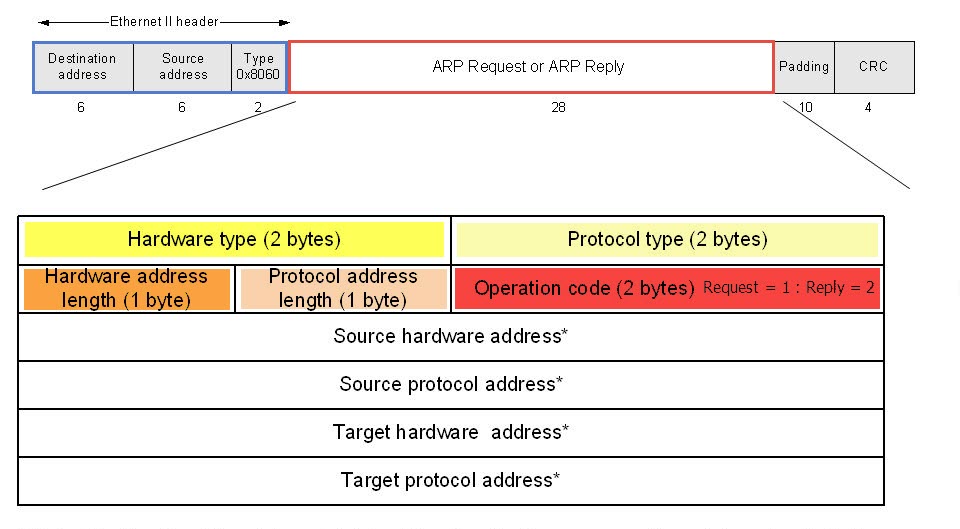 Ethernet II header
Destination address
Source address
Type 0x8060
ARP Request or ARP Reply
Padding
CRC
6
6
2
28
10
4
Hardware type (2 bytes)
Protocol type (2 bytes)
Hardware address length (1 byte)
Protocol address length (1 byte)
Operation code (2 bytes) Request = 1 : Reply = 2
Source hardware address*
Source protocol address*
Target hardware address*
Target protocol address*